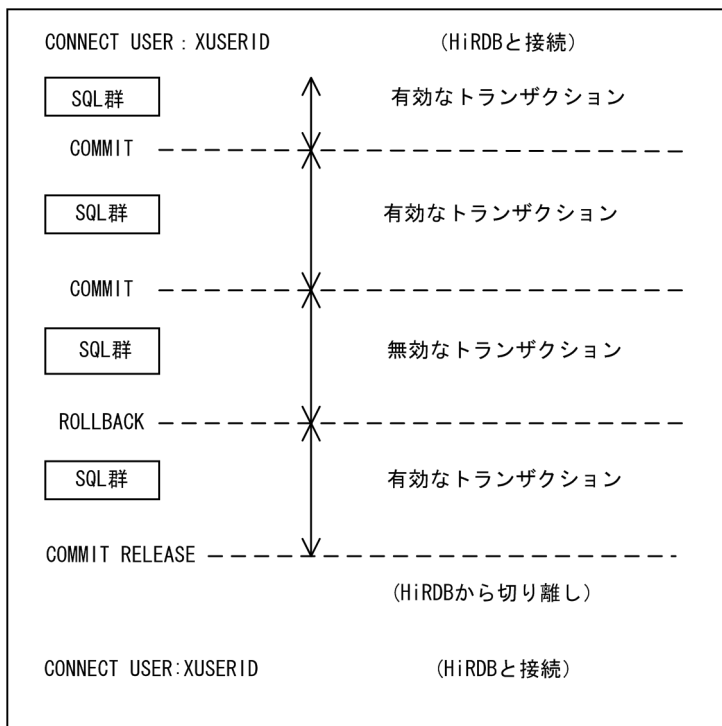 CONNECT USER：XUSERID (HiRDBと接続)
SQL群 有効なトランザクション
COMMIT
SQL群 有効なトランザクション
COMMIT
SQL群 無効なトランザクション
ROLLBACK
SQL群 有効なトランザクション
COMMIT RELEASE
(HiRDBから切り離し)
CONNECT USER:XUSERID (HiRDBと接続)